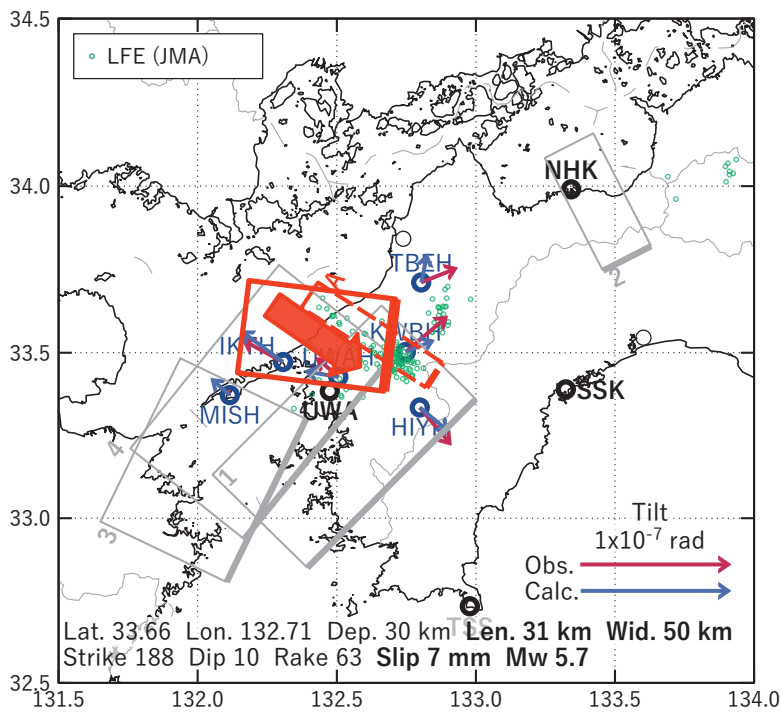 34.5
LFE (JMA)
NHK
34.0
TBEH
2
A
KWBH
33.5
IKTH
UWAH
MISH
UWA
SSK
HIYH
4
1
3
33.0
Tilt
1x10⁻⁷ rad
Obs.
Calc.
TSS
Lat. 33.66 Lon. 132.71 Dep. 30 km Len. 31 km Wid. 50 km
Strike 188 Dip 10 Rake 63 Slip 7 mm Mw 5.7
32.5
131.5 132.0 132.5 133.0 133.5 134.0